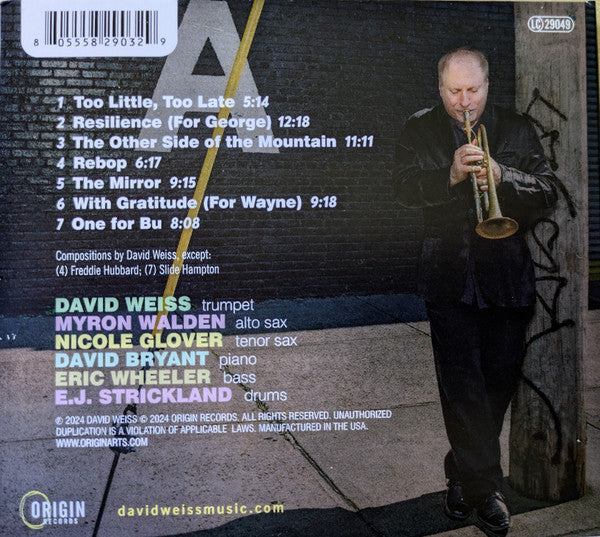 8 05558 29032 9
LC 29049
A
1 Too Little, Too Late 5:14
2 Resilience (For George) 12:18
3 The Other Side of the Mountain 11:11
4 Rebop 6:17
5 The Mirror 9:15
6 With Gratitude (For Wayne) 9:18
7 One for Bu 8:08
Compositions by David Weiss, except:
(4) Freddie Hubbard; (7) Slide Hampton
DAVID WEISS trumpet
MYRON WALDEN alto sax
NICOLE GLOVER tenor sax
DAVID BRYANT piano
ERIC WHEELER bass
E.J. STRICKLAND drums
℗ 2024 DAVID WEISS © 2024 ORIGIN RECORDS. ALL RIGHTS RESERVED. UNAUTHORIZED
DUPLICATION IS A VIOLATION OF APPLICABLE LAWS. MANUFACTURED IN THE USA.
WWW.ORIGINARTS.COM
ORIGIN
RECORDS
davidweissmusic.com